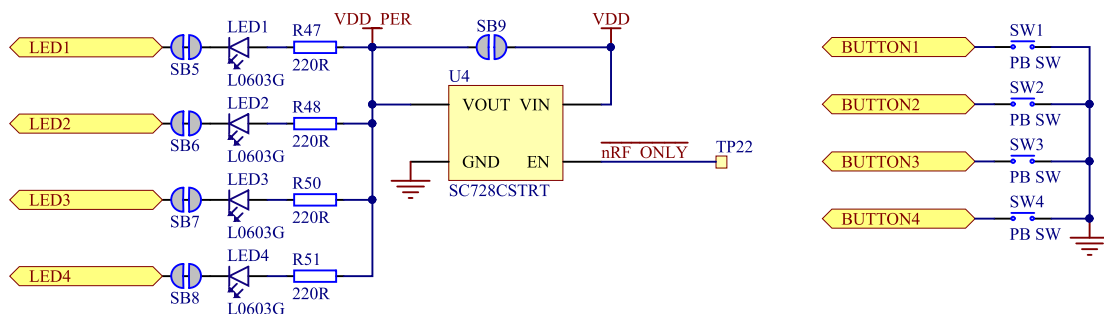 VDD_PER
SB9
VDD
LED1
SB5
LED1
L0603G
R47
220R
LED2
SB6
LED2
L0603G
R48
220R
LED3
SB7
LED3
L0603G
R50
220R
LED4
SB8
LED4
L0603G
R51
220R
U4
VOUT VIN
GND EN
SC728CSTRT
nRF_ONLY
TP22
BUTTON1
SW1
PB SW
BUTTON2
SW2
PB SW
BUTTON3
SW3
PB SW
BUTTON4
SW4
PB SW